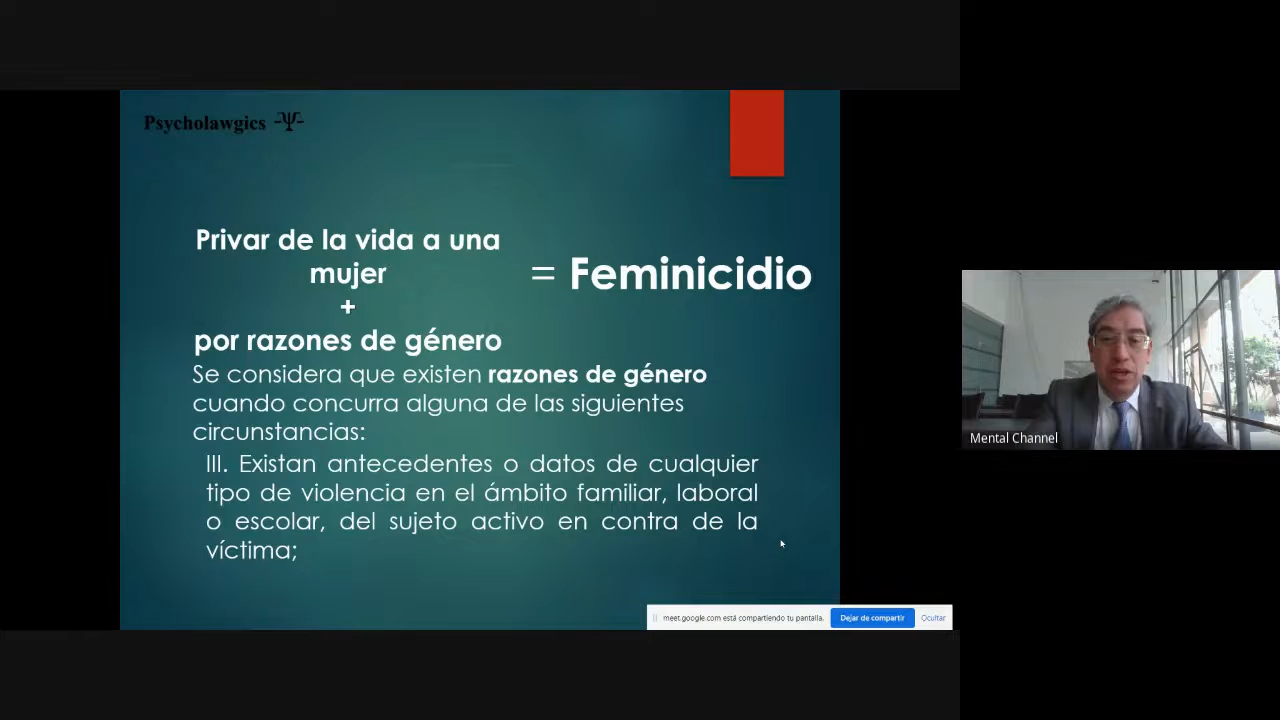 Psycholawgics
Privar de la vida a una
mujer
+
por razones de género
= Feminicidio
Se considera que existen razones de género
cuando concurra alguna de las siguientes
circunstancias:
III. Existan antecedentes o datos de cualquier
tipo de violencia en el ámbito familiar, laboral
o escolar, del sujeto activo en contra de la
víctima;
meet.google.com está compartiendo tu pantalla.
Dejar de compartir
Ocultar
Mental Channel